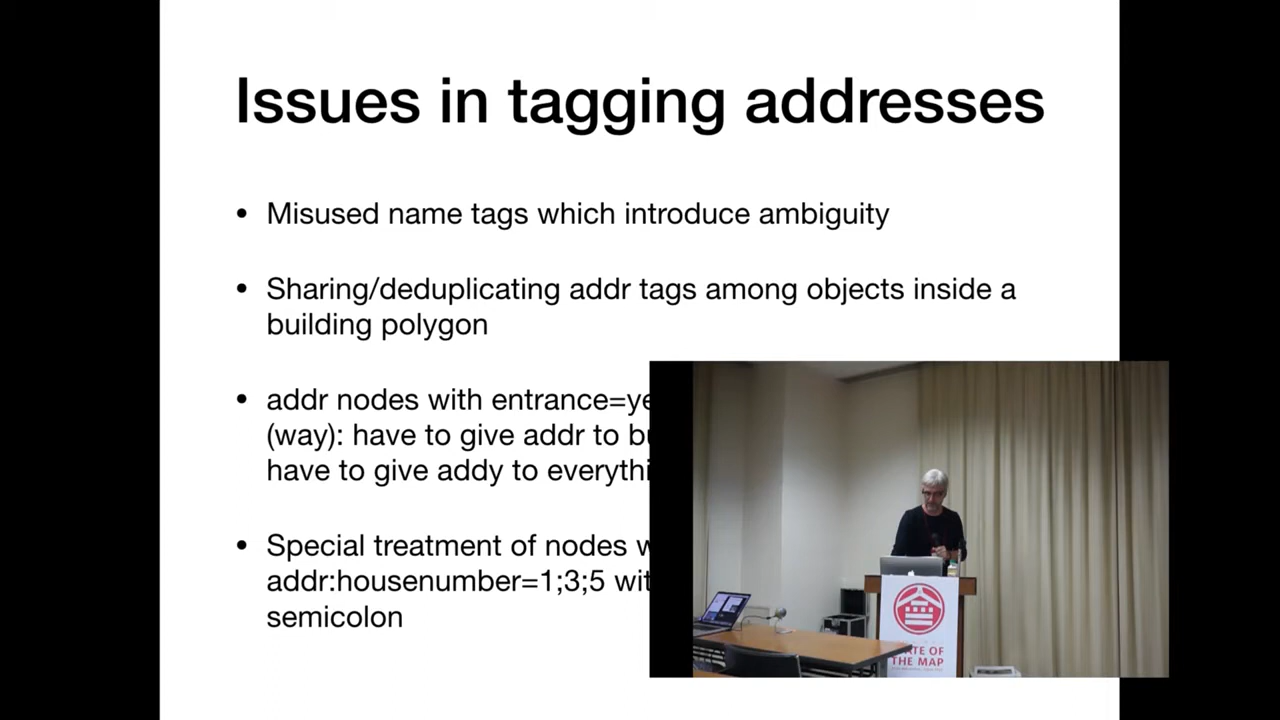 Issues in tagging addresses
• Misused name tags which introduce ambiguity
• Sharing/deduplicating addr tags among objects inside a
building polygon
• addr nodes with entrance=ye
(way): have to give addr to bu
have to give addy to everythi
• Special treatment of nodes w
addr:housenumber=1;3;5 wit
semicolon
STATE OF
THE MAP